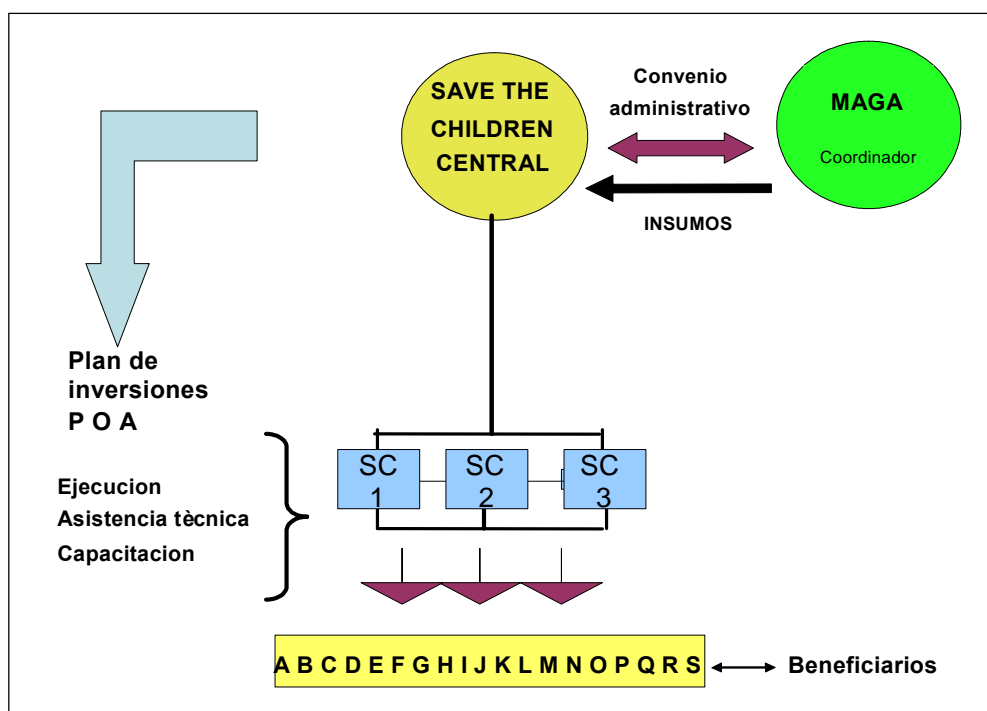 SAVE THE
CHILDREN
CENTRAL
Convenio
administrativo
MAGA
Coordinador
INSUMOS
Plan de
inversiones
P O A
Ejecucion
Asistencia tècnica
Capacitacion
SC
1
SC
2
SC
3
A B C D E F G H I J K L M N O P Q R S
Beneficiarios